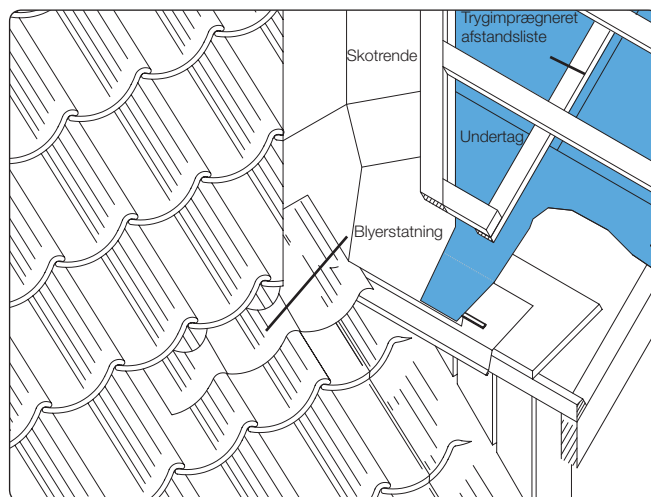 Skotrende
Trygimprægneret
afstandsliste
Undertag
Blyerstatning